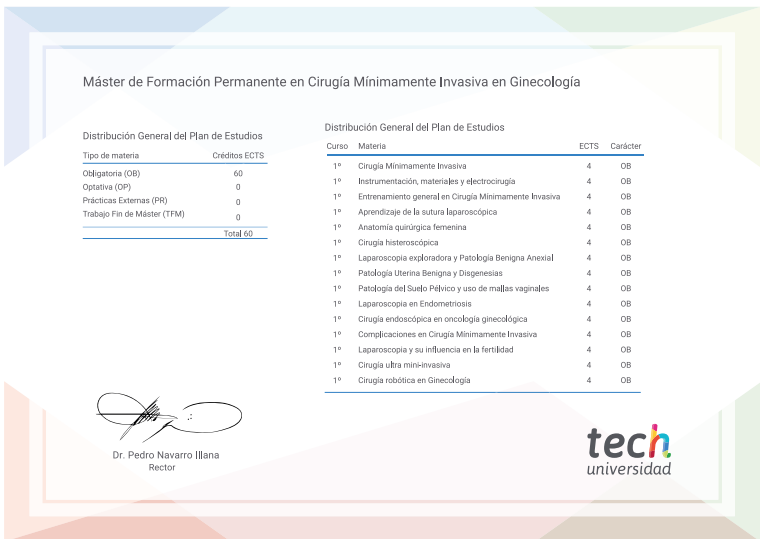 Máster de Formación Permanente en Cirugía Mínimamente Invasiva en Ginecología
Distribución General del Plan de Estudios
Tipo de materia Créditos ECTS
Obligatoria (OB) 60
Optativa (OP) 0
Prácticas Externas (PR) 0
Trabajo Fin de Máster (TFM) 0
Total 60
Distribución General del Plan de Estudios
Curso Materia ECTS Carácter
1º Cirugía Mínimamente Invasiva 4 OB
1º Instrumentación, materiales y electrocirugía 4 OB
1º Entrenamiento general en Cirugía Mínimamente Invasiva 4 OB
1º Aprendizaje de la sutura laparoscópica 4 OB
1º Anatomía quirúrgica femenina 4 OB
1º Cirugía histeroscópica 4 OB
1º Laparoscopia exploradora y Patología Benigna Anexial 4 OB
1º Patología Uterina Benigna y Disgenesias 4 OB
1º Patología del Suelo Pélvico y uso de mallas vaginales 4 OB
1º Laparoscopia en Endometriosis 4 OB
1º Cirugía endoscópica en oncología ginecológica 4 OB
1º Complicaciones en Cirugía Mínimamente Invasiva 4 OB
1º Laparoscopia y su influencia en la fertilidad 4 OB
1º Cirugía ultra mini-invasiva 4 OB
1º Cirugía robótica en Ginecología 4 OB
Dr. Pedro Navarro Illana
Rector
tech
universidad